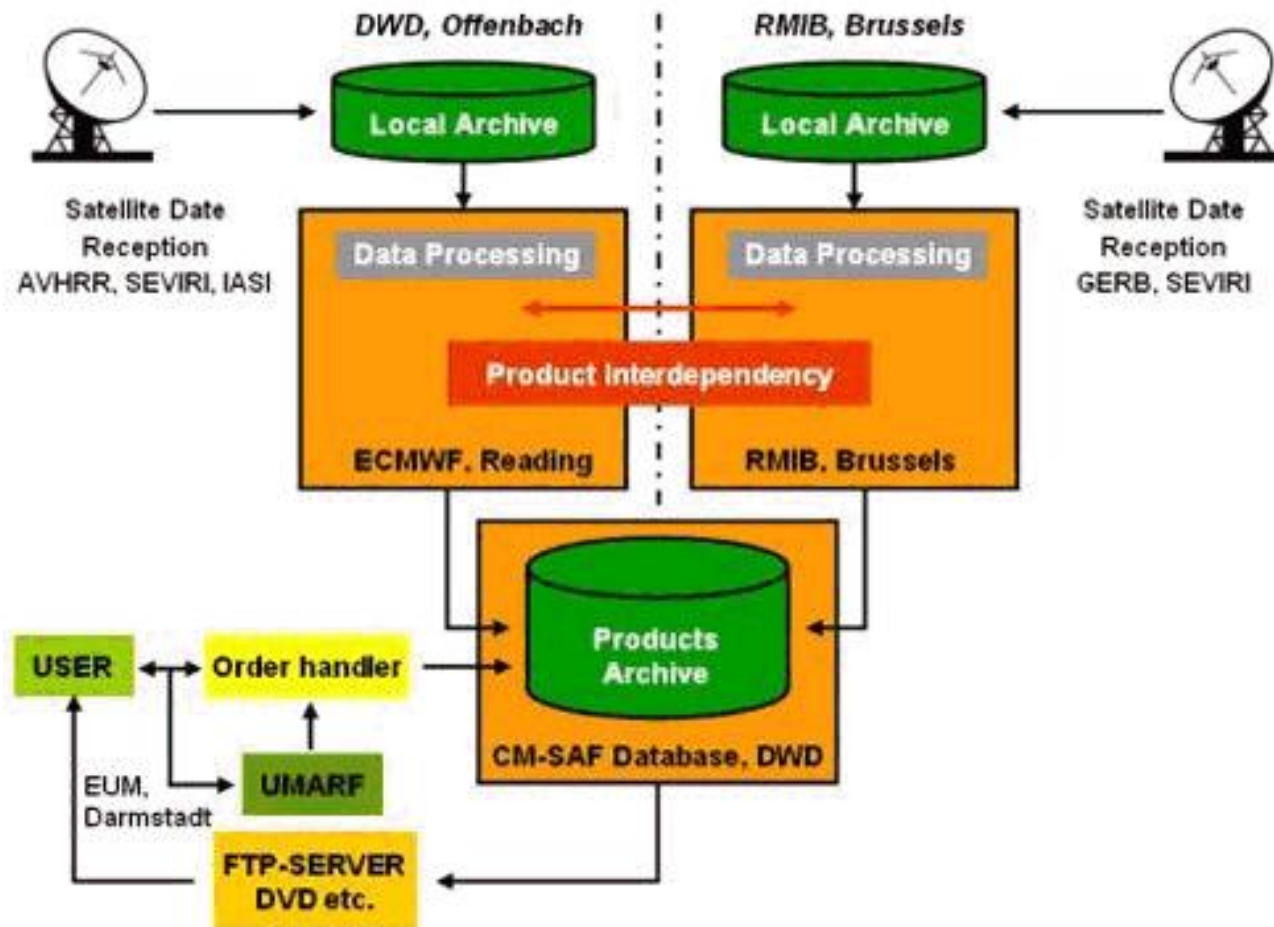 DWD, Offenbach
RMIB, Brussels
Local Archive
Local Archive
Satellite Date
Reception
AVHRR, SEVIRI, IASI
Satellite Date
Reception
GERB, SEVIRI
Data Processing
Data Processing
Product Interdependency
ECMWF, Reading
RMIB, Brussels
Products
Archive
CM-SAF Database, DWD
USER
Order handler
UMARF
EUM,
Darmstadt
FTP-SERVER
DVD etc.